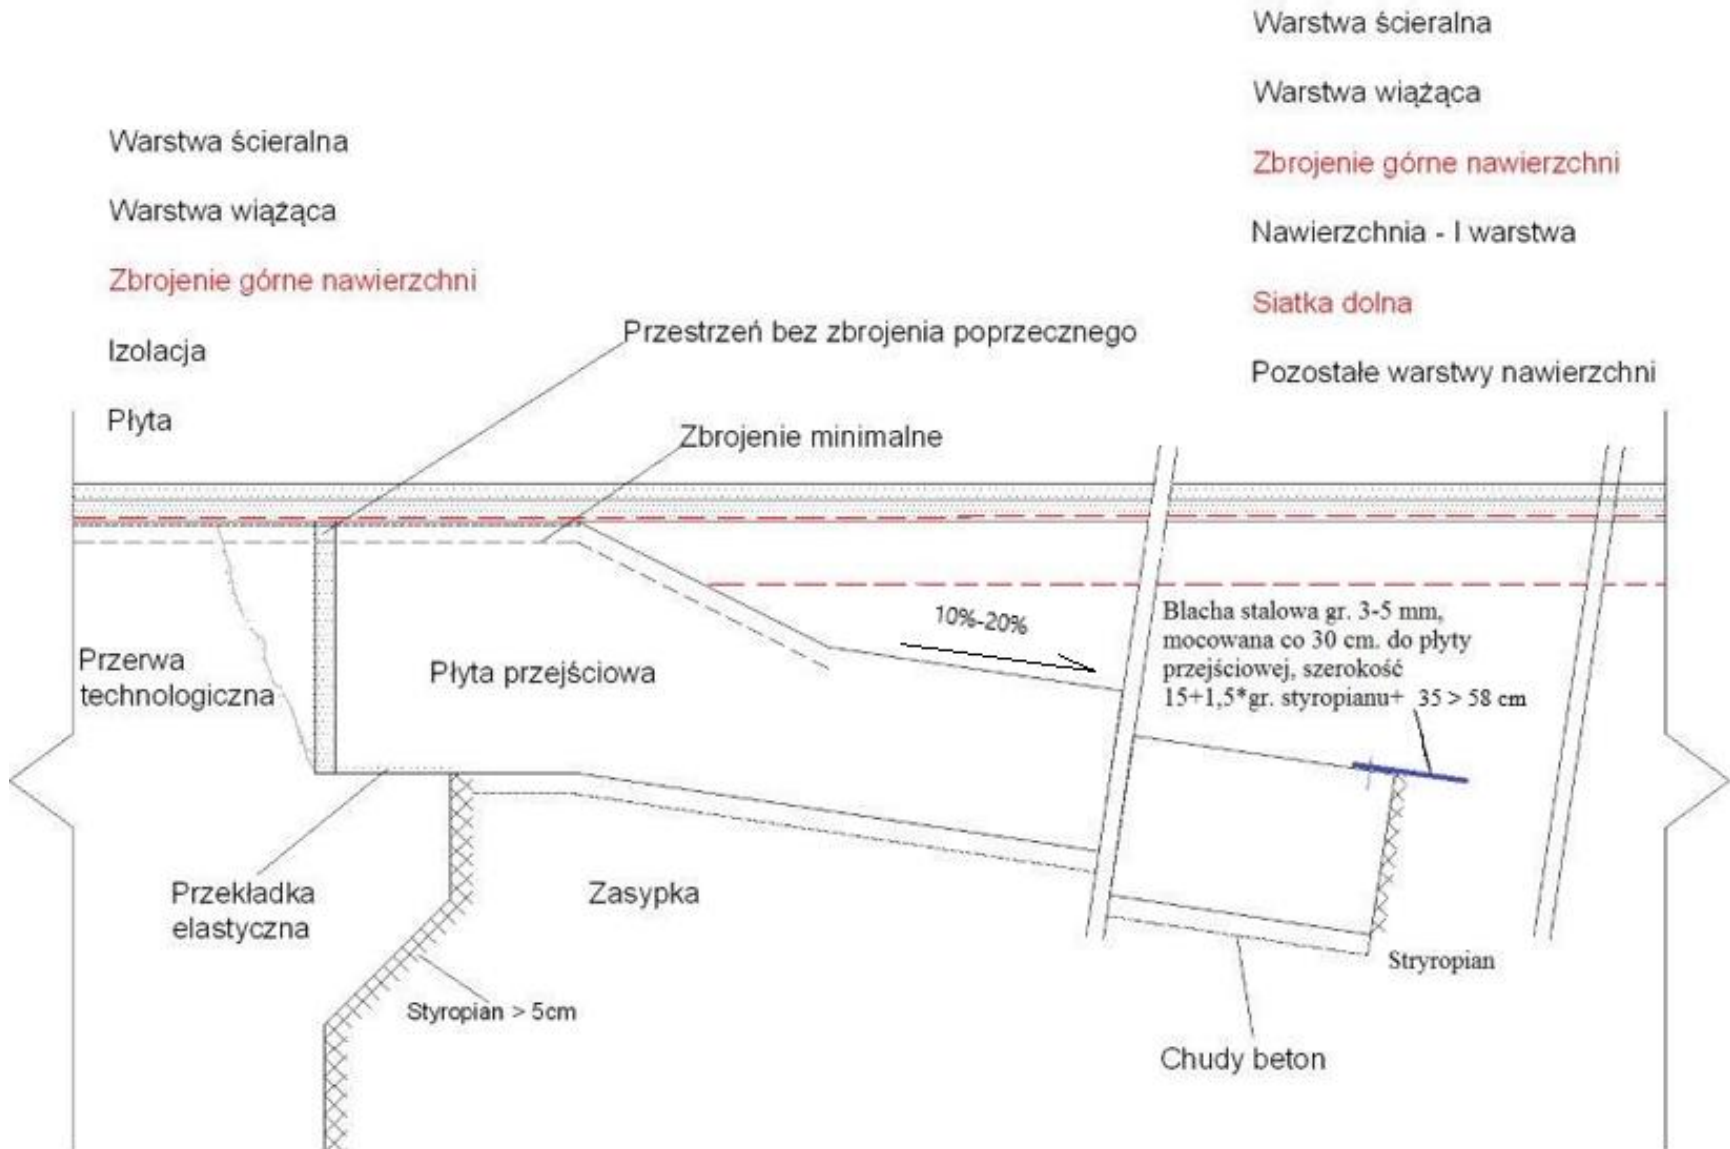 Warstwa ścieralna
Warstwa wiążąca
Zbrojenie górne nawierzchni
Izolacja
Płyta
Warstwa ścieralna
Warstwa wiążąca
Zbrojenie górne nawierzchni
Nawierzchnia - I warstwa
Siatka dolna
Pozostałe warstwy nawierzchni
Przestrzeń bez zbrojenia poprzecznego
Zbrojenie minimalne
Przerwa
technologiczna
Płyta przejściowa
10%-20%
Blacha stalowa gr. 3-5 mm,
mocowana co 30 cm. do płyty
przejściowej, szerokość
15+1,5*gr. styropianu+ 35 > 58 cm
Przekładka
elastyczna
Zasypka
Styropian > 5cm
Stryropian
Chudy beton